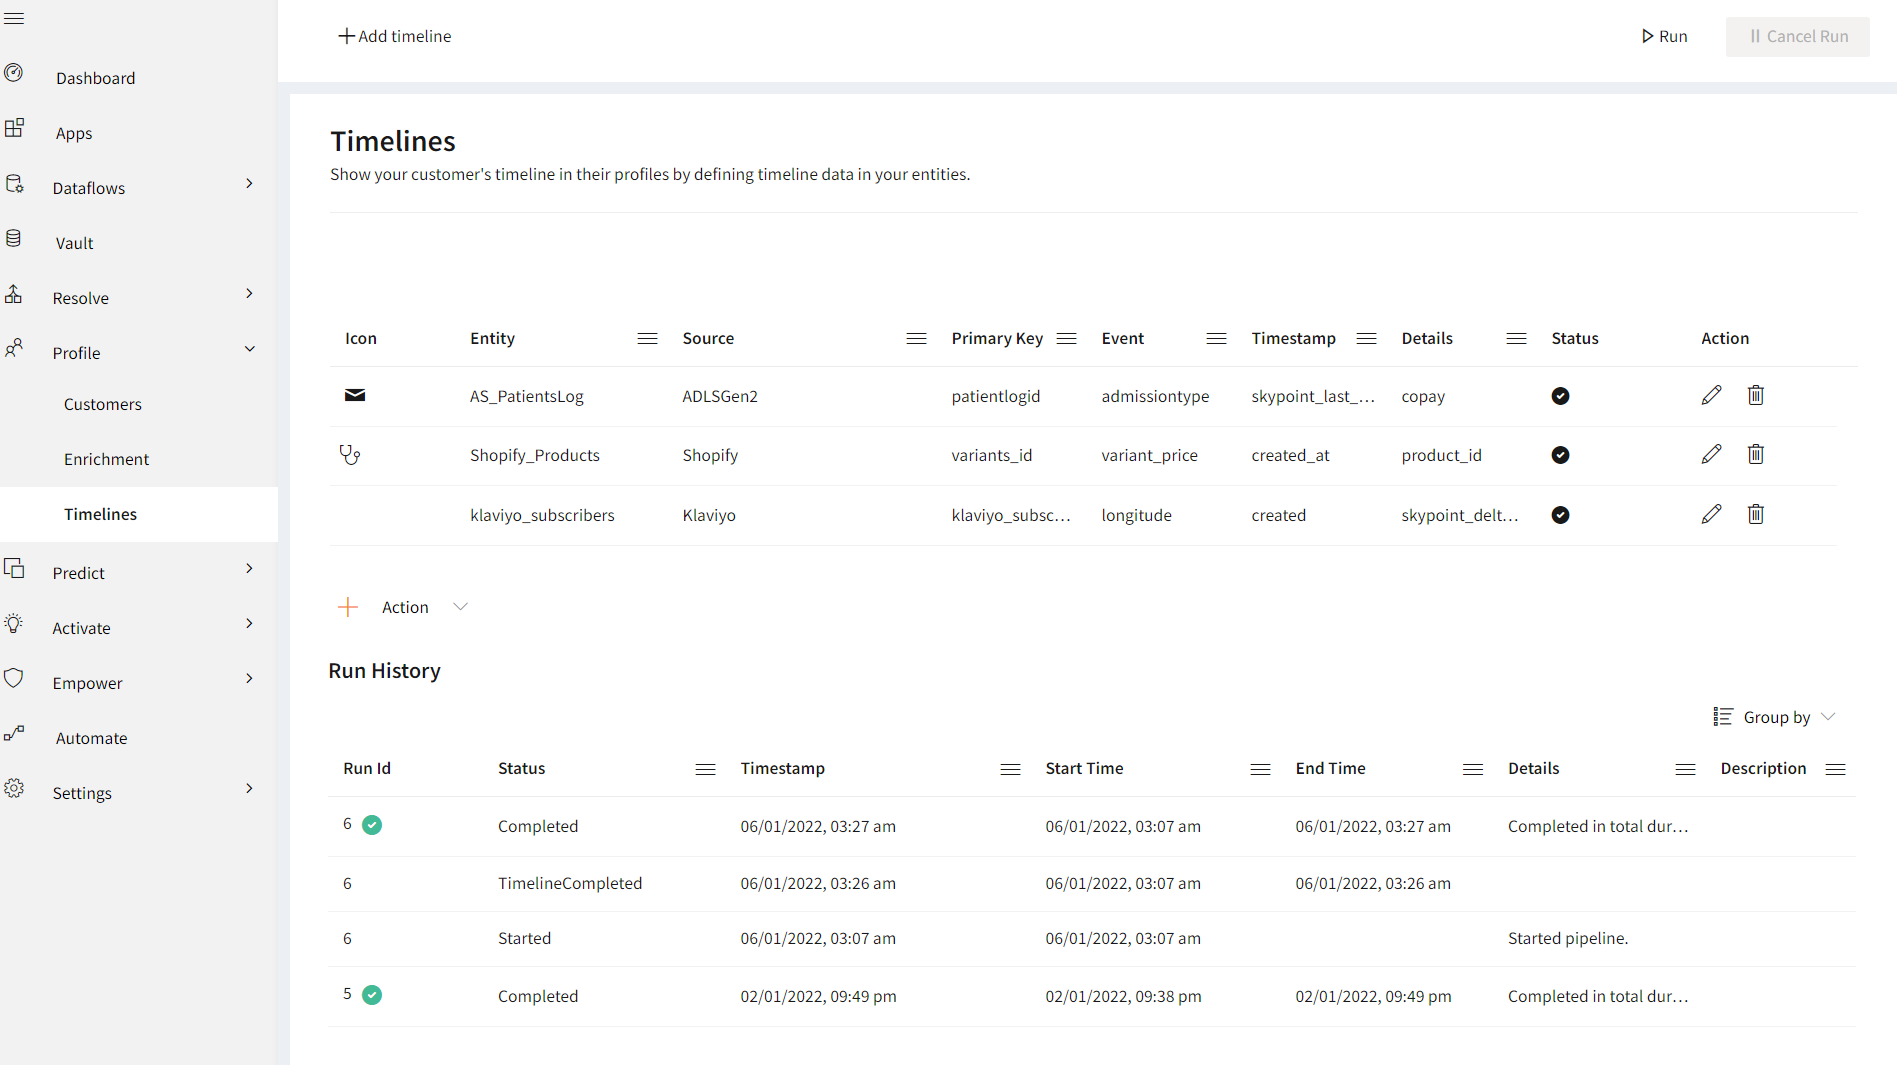 Add timeline
Run
Cancel Run
Dashboard
Apps
Dataflows
Vault
Resolve
Profile
Customers
Enrichment
Timelines
Predict
Activate
Empower
Automate
Settings
Timelines
Show your customer's timeline in their profiles by defining timeline data in your entities.
Icon Entity Source Primary Key Event Timestamp Details Status Action
AS_PatientsLog ADLSGen2 patientlogid admissiontype skypoint_last_... copay
Shopify_Products Shopify variants_id variant_price created_at product_id
klaviyo_subscribers Klaviyo klaviyo_subsc... longitude created skypoint_delt...
Action
Run History
Group by
Run Id Status Timestamp Start Time End Time Details Description
6 Completed 06/01/2022, 03:27 am 06/01/2022, 03:07 am 06/01/2022, 03:27 am Completed in total dur...
6 TimelineCompleted 06/01/2022, 03:26 am 06/01/2022, 03:07 am 06/01/2022, 03:26 am
6 Started 06/01/2022, 03:07 am 06/01/2022, 03:07 am Started pipeline.
5 Completed 02/01/2022, 09:49 pm 02/01/2022, 09:38 pm 02/01/2022, 09:49 pm Completed in total dur...